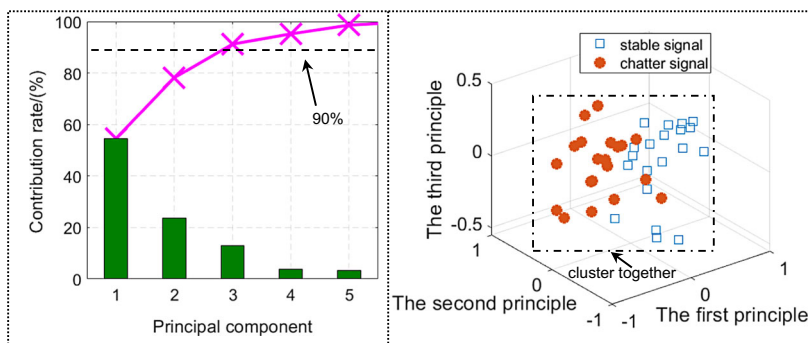 100
80
60
40
20
0
Contribution rate/(%)
90%
1 2 3 4 5
Principal component
stable signal
chatter signal
0.5
0
-0.5
The third principle
1
0
-1
The second principle
-1
0
1
The first principle
cluster together